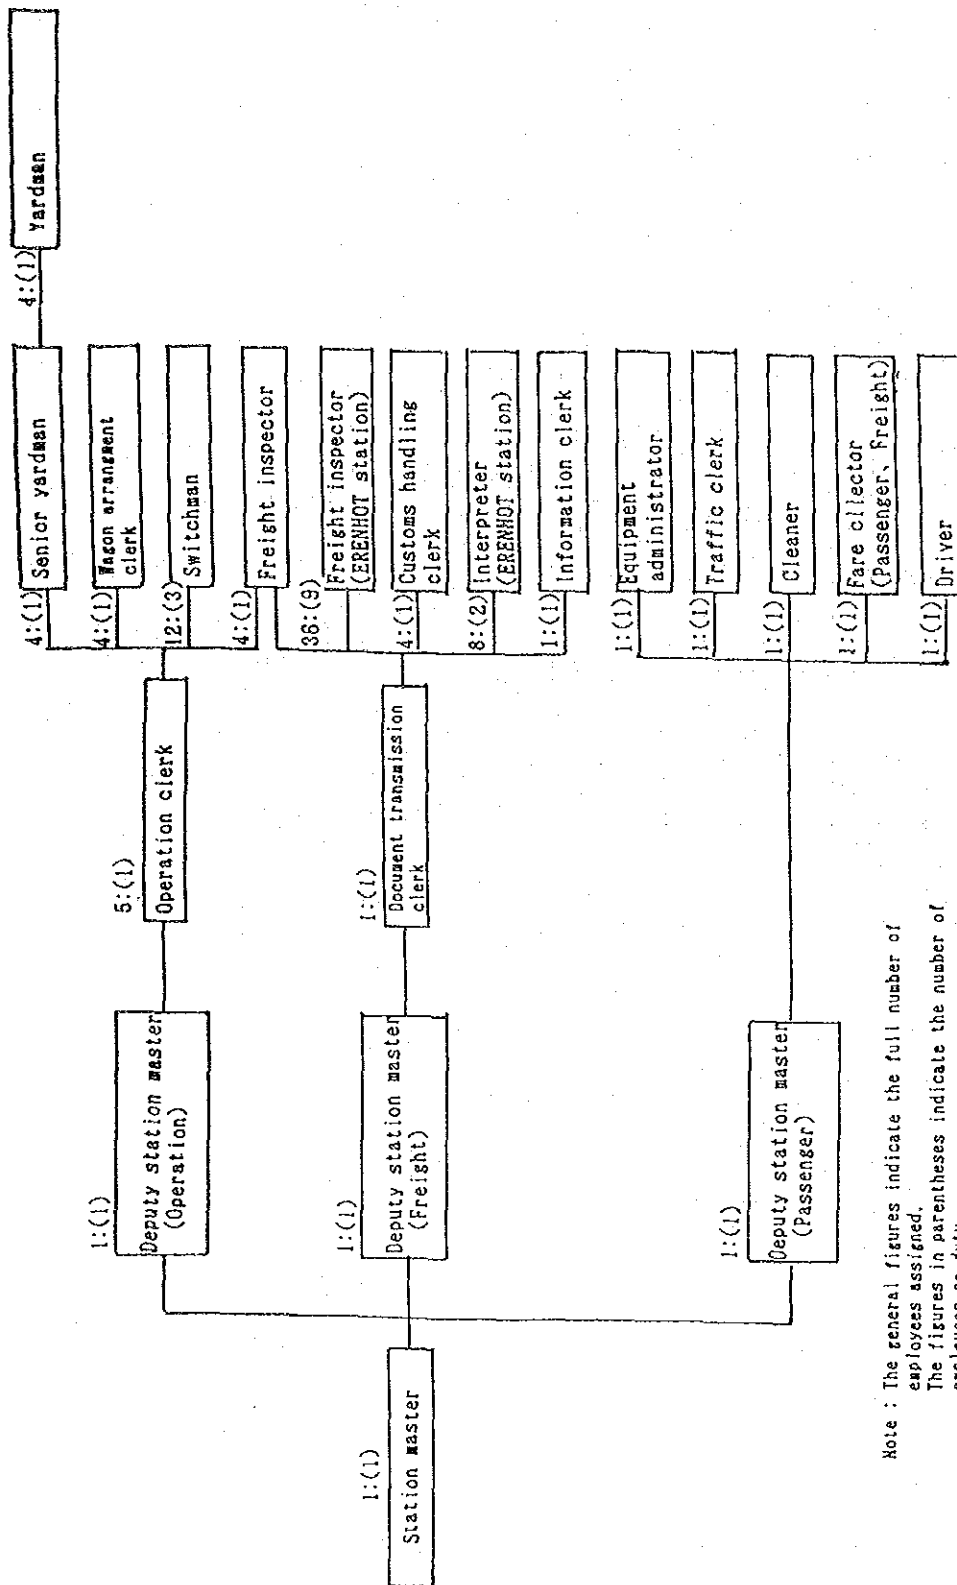 1:(1)
Station master
1:(1)
Deputy station master
(Operation)
1:(1)
Deputy station master
(Freight)
1:(1)
Deputy station master
(Passenger)
5:(1)
Operation clerk
1:(1)
Document transmission
clerk
4:(1)
Senior yardman
4:(1)
Yardman
4:(1)
Wagon arrangment
clerk
12:(3)
Switchman
4:(1)
Freight inspector
36:(9)
Freight inspector
(ERENHOT station)
4:(1)
Customs handling
clerk
8:(2)
Interpreter
(ERENHOT station)
1:(1)
Information clerk
1:(1)
Equipment
administrator
1:(1)
Traffic clerk
1:(1)
Cleaner
1:(1)
Fare cllector
(Passenger, Freight)
1:(1)
Driver
Note : The general figures indicate the full number of
employees assigned.
The figures in parentheses indicate the number of
employees on duty